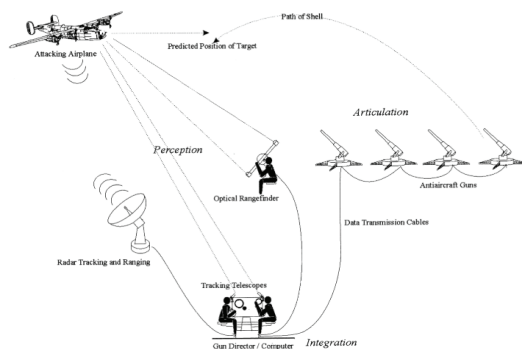 Path of Shell
Predicted Position of Target
Attacking Airplane
Articulation
Perception
Antiaircraft Guns
Optical Rangefinder
Data Transmission Cables
Radar Tracking and Ranging
Tracking Telescopes
Gun Director / Computer
Integration